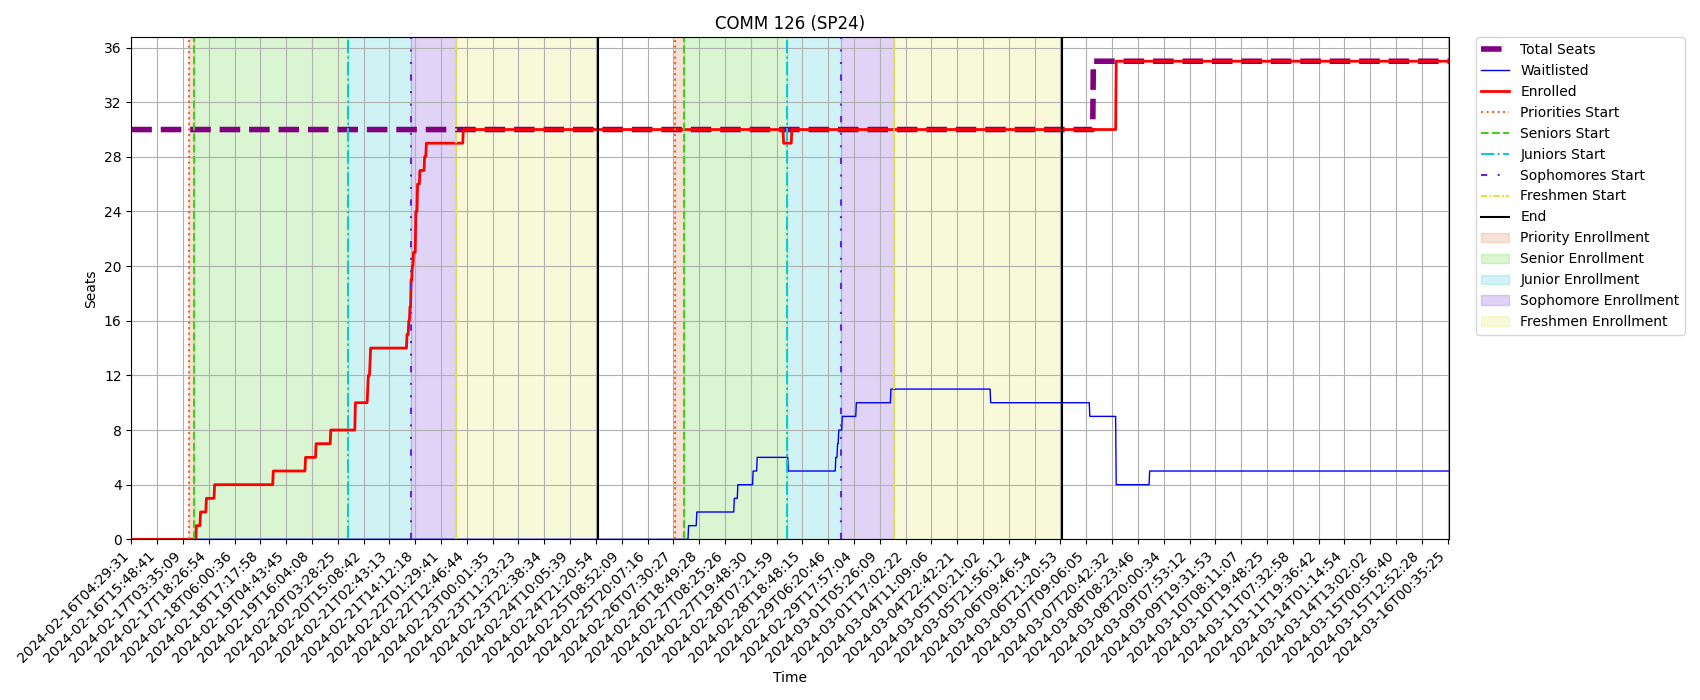 COMM 126 (SP24)
36
32
28
24
20
16
12
8
4
0
Seats
2024-02-16T04:29:31
2024-02-16T15:48:41
2024-02-17T03:35:09
2024-02-17T18:26:54
2024-02-18T06:00:36
2024-02-18T17:17:58
2024-02-19T04:43:45
2024-02-19T16:04:08
2024-02-20T03:28:25
2024-02-20T15:08:42
2024-02-21T02:43:13
2024-02-21T14:12:18
2024-02-22T01:29:41
2024-02-22T12:46:44
2024-02-23T00:01:35
2024-02-23T11:23:23
2024-02-23T22:38:34
2024-02-24T10:05:39
2024-02-24T21:20:54
2024-02-25T08:52:09
2024-02-25T20:07:16
2024-02-26T07:30:27
2024-02-26T18:49:28
2024-02-27T08:25:26
2024-02-27T19:48:30
2024-02-28T07:21:59
2024-02-28T18:48:15
2024-02-29T06:20:46
2024-02-29T17:57:04
2024-03-01T05:26:09
2024-03-01T17:02:22
2024-03-04T11:09:06
2024-03-04T22:42:21
2024-03-05T10:21:02
2024-03-05T21:56:12
2024-03-06T09:46:54
2024-03-06T21:20:53
2024-03-07T09:06:05
2024-03-07T20:42:32
2024-03-08T08:23:46
2024-03-08T20:00:34
2024-03-09T07:53:12
2024-03-09T19:31:53
2024-03-10T08:11:07
2024-03-10T19:48:25
2024-03-11T07:32:58
2024-03-11T19:36:42
2024-03-14T01:14:54
2024-03-14T13:02:02
2024-03-15T00:56:40
2024-03-15T12:52:28
2024-03-16T00:35:25
Time
Total Seats
Waitlisted
Enrolled
Priorities Start
Seniors Start
Juniors Start
Sophomores Start
Freshmen Start
End
Priority Enrollment
Senior Enrollment
Junior Enrollment
Sophomore Enrollment
Freshmen Enrollment